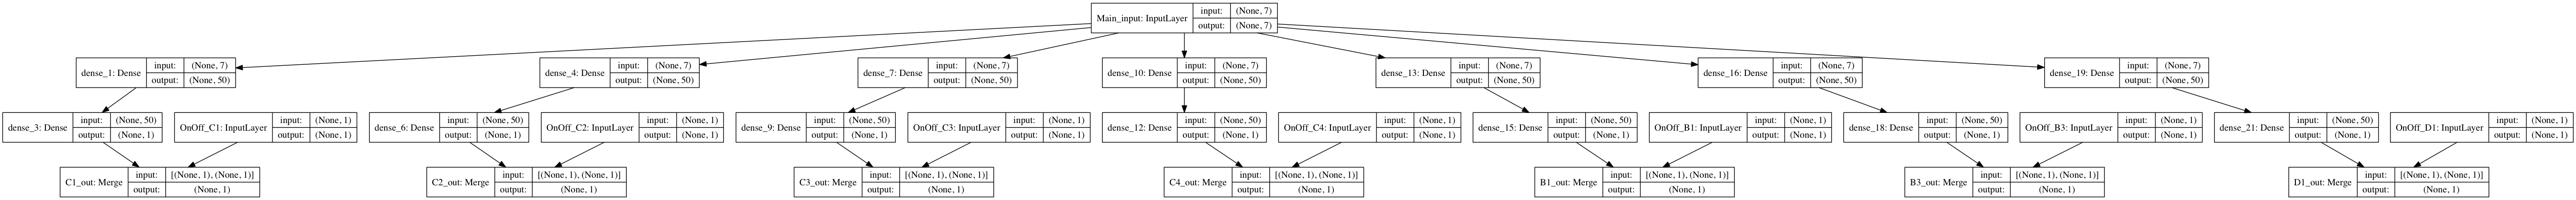 Main_input: InputLayer
input: (None, 7)
output: (None, 7)
dense_1: Dense
input: (None, 7)
output: (None, 50)
dense_4: Dense
input: (None, 7)
output: (None, 50)
dense_7: Dense
input: (None, 7)
output: (None, 50)
dense_10: Dense
input: (None, 7)
output: (None, 50)
dense_13: Dense
input: (None, 7)
output: (None, 50)
dense_16: Dense
input: (None, 7)
output: (None, 50)
dense_19: Dense
input: (None, 7)
output: (None, 50)
dense_3: Dense
input: (None, 50)
output: (None, 1)
OnOff_C1: InputLayer
input: (None, 1)
output: (None, 1)
dense_6: Dense
input: (None, 50)
output: (None, 1)
OnOff_C2: InputLayer
input: (None, 1)
output: (None, 1)
dense_9: Dense
input: (None, 50)
output: (None, 1)
OnOff_C3: InputLayer
input: (None, 1)
output: (None, 1)
dense_12: Dense
input: (None, 50)
output: (None, 1)
OnOff_C4: InputLayer
input: (None, 1)
output: (None, 1)
dense_15: Dense
input: (None, 50)
output: (None, 1)
OnOff_B1: InputLayer
input: (None, 1)
output: (None, 1)
dense_18: Dense
input: (None, 50)
output: (None, 1)
OnOff_B3: InputLayer
input: (None, 1)
output: (None, 1)
dense_21: Dense
input: (None, 50)
output: (None, 1)
OnOff_D1: InputLayer
input: (None, 1)
output: (None, 1)
C1_out: Merge
input: [(None, 1), (None, 1)]
output: (None, 1)
C2_out: Merge
input: [(None, 1), (None, 1)]
output: (None, 1)
C3_out: Merge
input: [(None, 1), (None, 1)]
output: (None, 1)
C4_out: Merge
input: [(None, 1), (None, 1)]
output: (None, 1)
B1_out: Merge
input: [(None, 1), (None, 1)]
output: (None, 1)
B3_out: Merge
input: [(None, 1), (None, 1)]
output: (None, 1)
D1_out: Merge
input: [(None, 1), (None, 1)]
output: (None, 1)